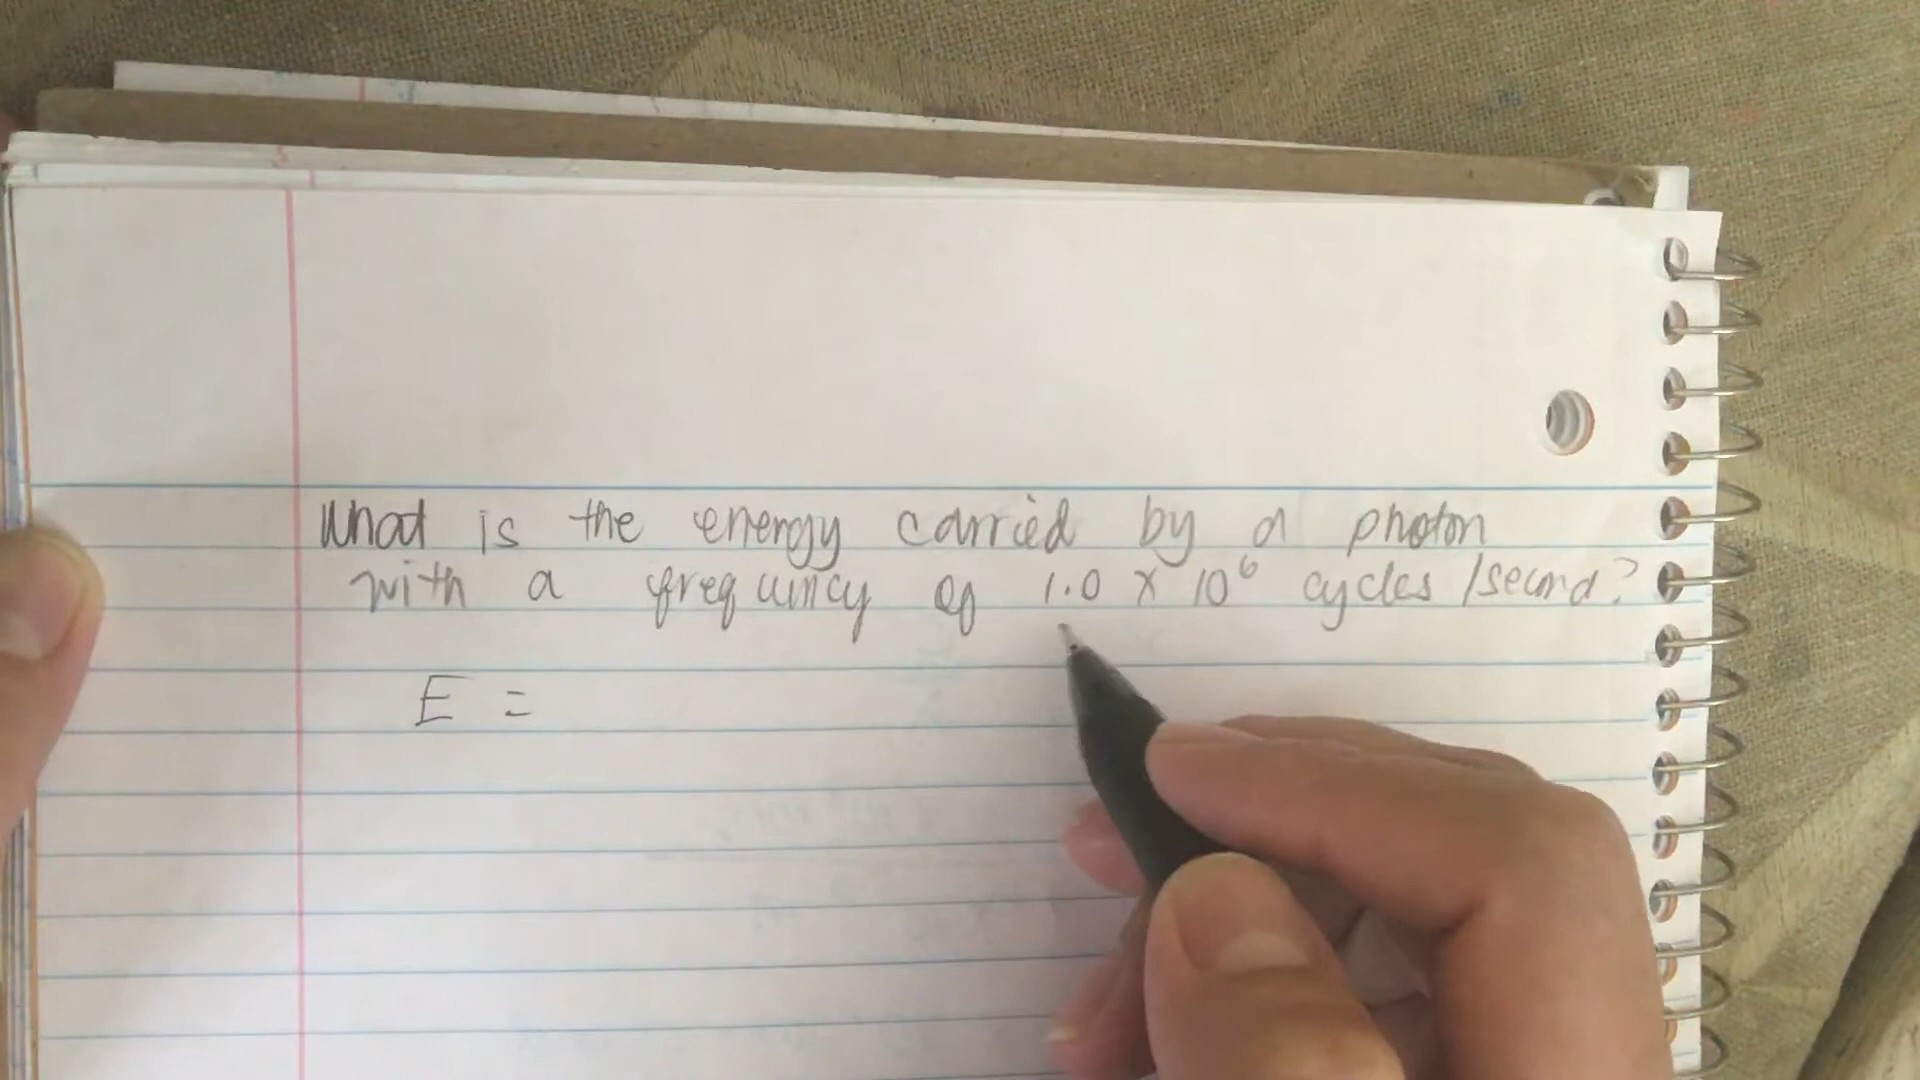 What is the energy carried by a photon
with a frequency of 1.0 x 10⁶ cycles /second?
E =